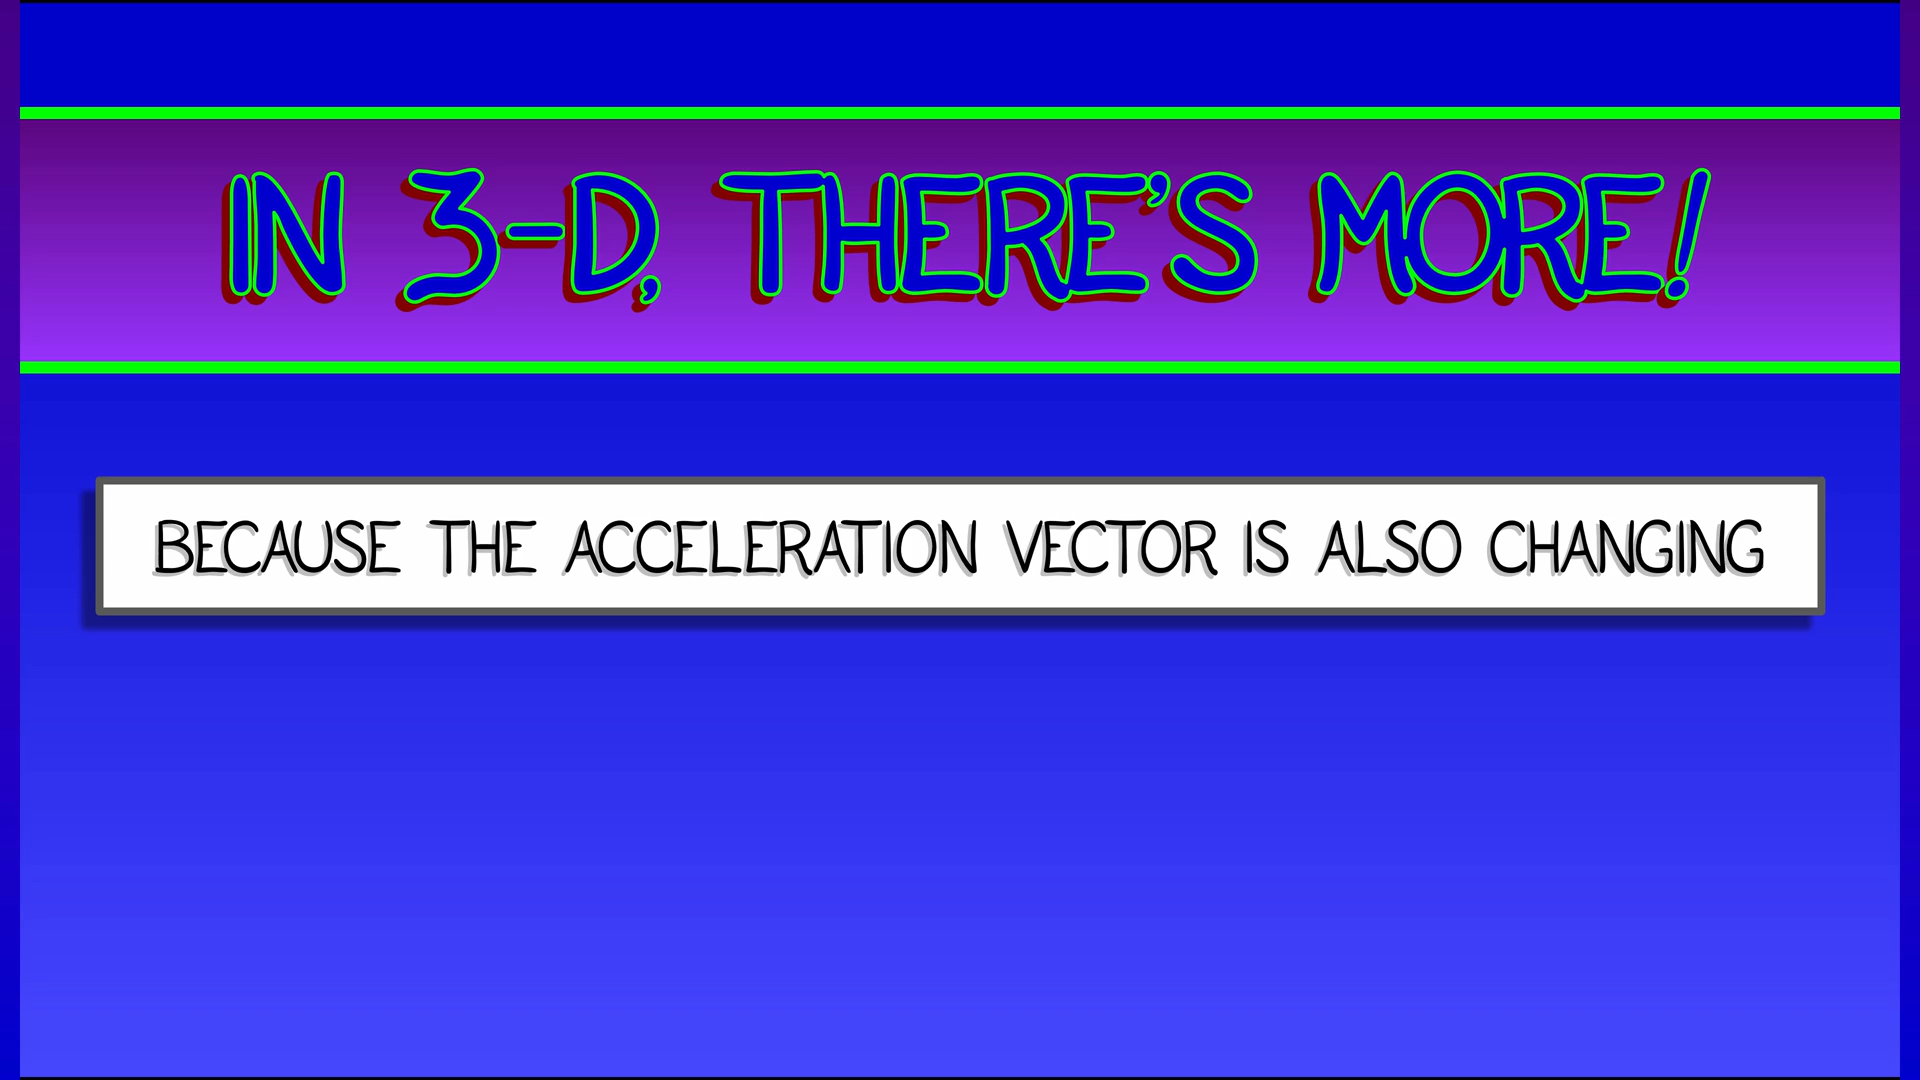 IN 3-D, THERE'S MORE!
BECAUSE THE ACCELERATION VECTOR IS ALSO CHANGING